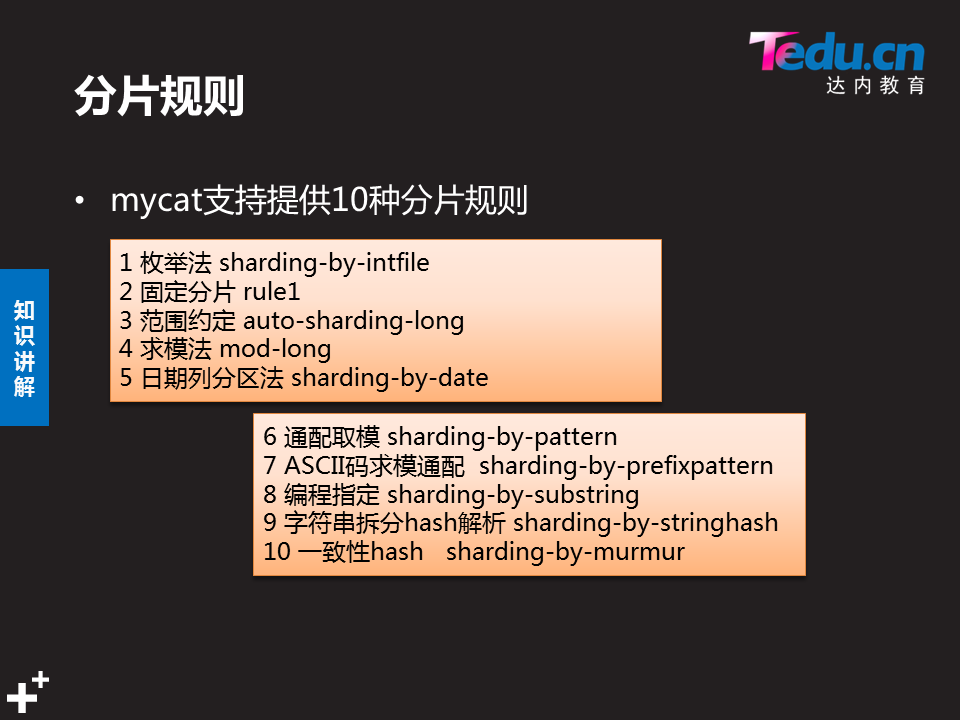 Tedu.cn
达内教育
分片规则
• mycat支持提供10种分片规则
1 枚举法 sharding-by-intfile
2 固定分片 rule1
3 范围约定 auto-sharding-long
4 求模法 mod-long
5 日期列分区法 sharding-by-date
知识讲解
6 通配取模 sharding-by-pattern
7 ASCII码求模通配 sharding-by-prefixpattern
8 编程指定 sharding-by-substring
9 字符串拆分hash解析 sharding-by-stringhash
10 一致性hash sharding-by-murmur